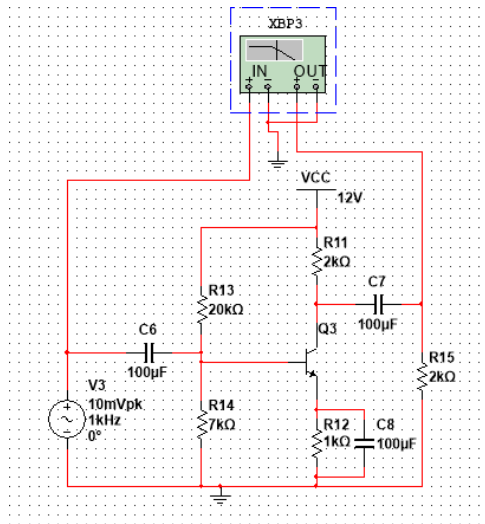 XBP3
IN OUT
+ - + -
VCC
12V
R11
2kΩ
R13
20kΩ
C7
100µF
Q3
C6
100µF
R15
2kΩ
V3
10mVpk
1kHz
0°
R14
7kΩ
R12
1kΩ
C8
100µF